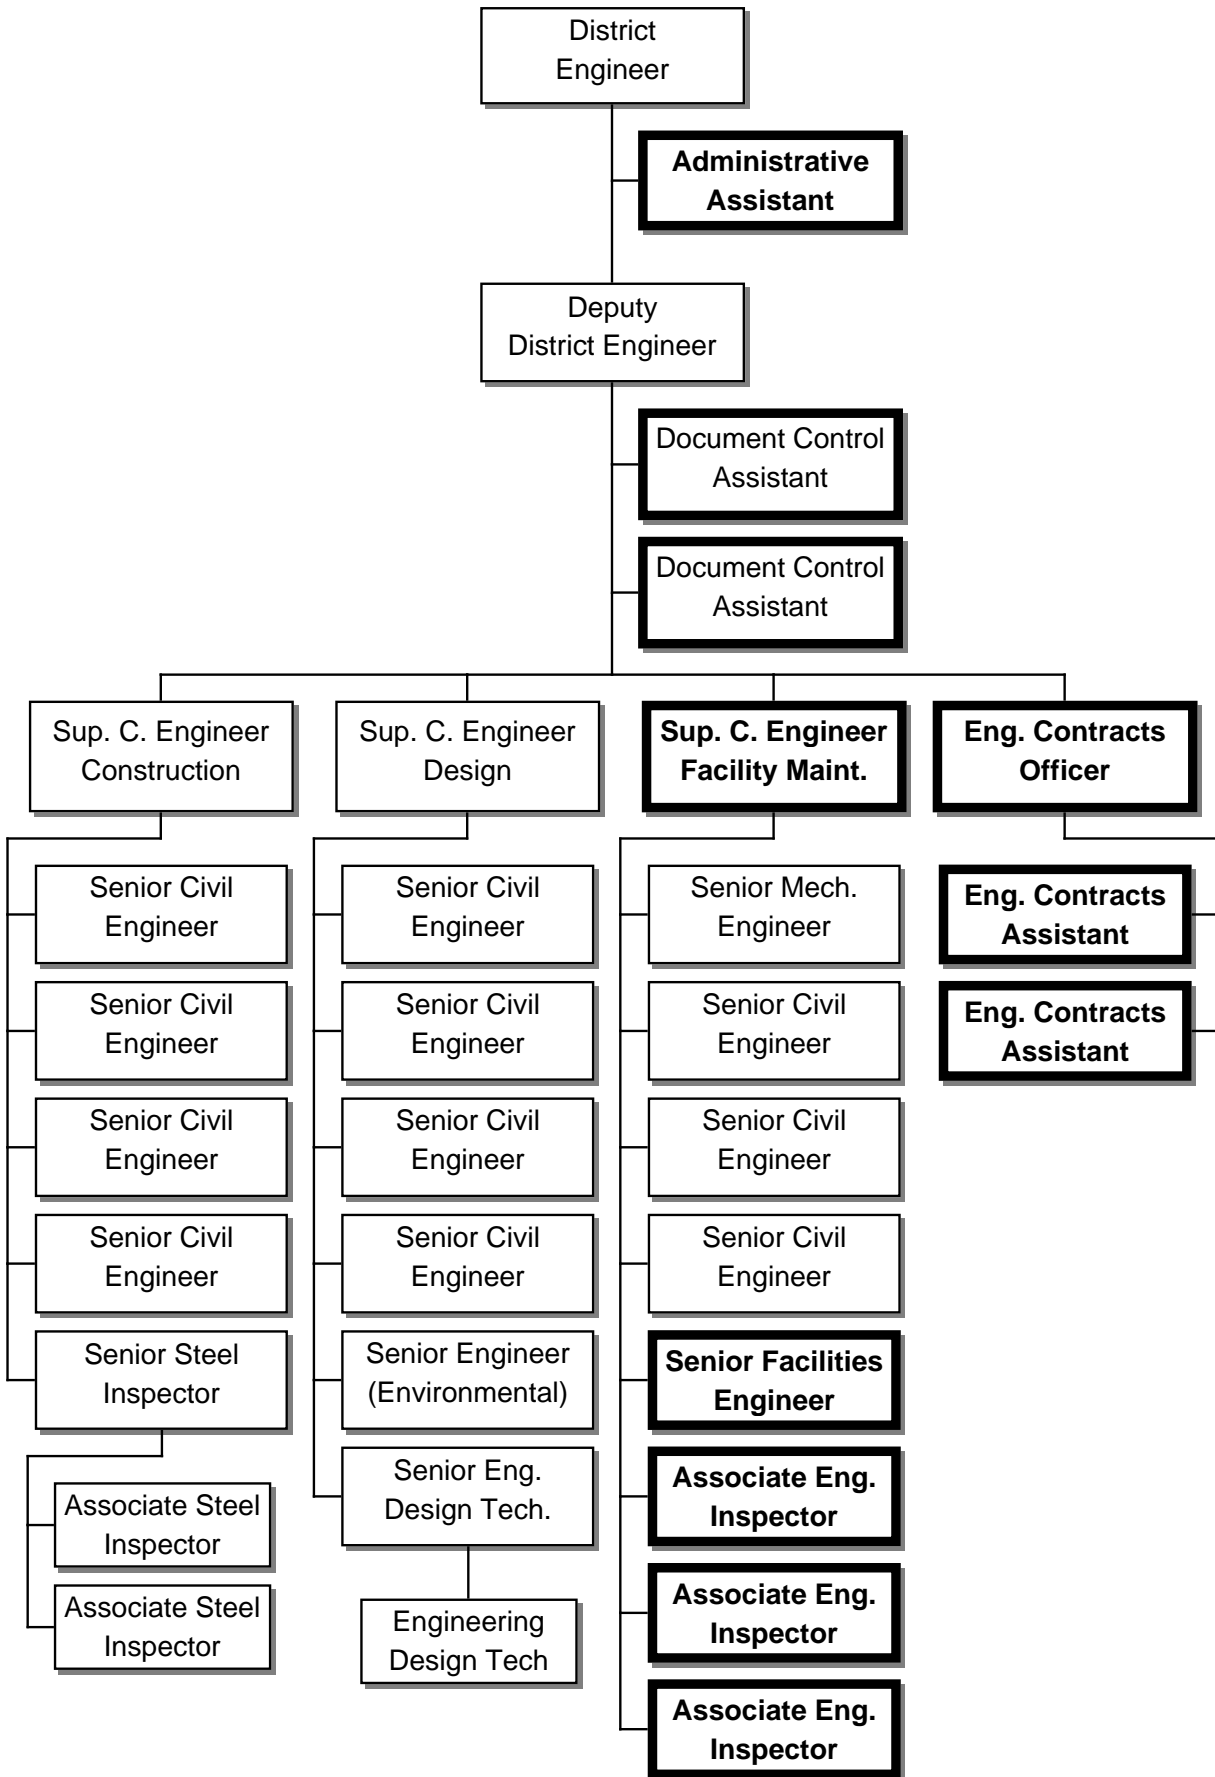 District
Engineer
Administrative
Assistant
Deputy
District Engineer
Document Control
Assistant
Document Control
Assistant
Sup. C. Engineer
Construction
Senior Civil
Engineer
Senior Civil
Engineer
Senior Civil
Engineer
Senior Civil
Engineer
Senior Steel
Inspector
Associate Steel
Inspector
Associate Steel
Inspector
Sup. C. Engineer
Design
Senior Civil
Engineer
Senior Civil
Engineer
Senior Civil
Engineer
Senior Civil
Engineer
Senior Engineer
(Environmental)
Senior Eng.
Design Tech.
Engineering
Design Tech
Sup. C. Engineer
Facility Maint.
Senior Mech.
Engineer
Senior Civil
Engineer
Senior Civil
Engineer
Senior Civil
Engineer
Senior Facilities
Engineer
Associate Eng.
Inspector
Associate Eng.
Inspector
Associate Eng.
Inspector
Eng. Contracts
Officer
Eng. Contracts
Assistant
Eng. Contracts
Assistant